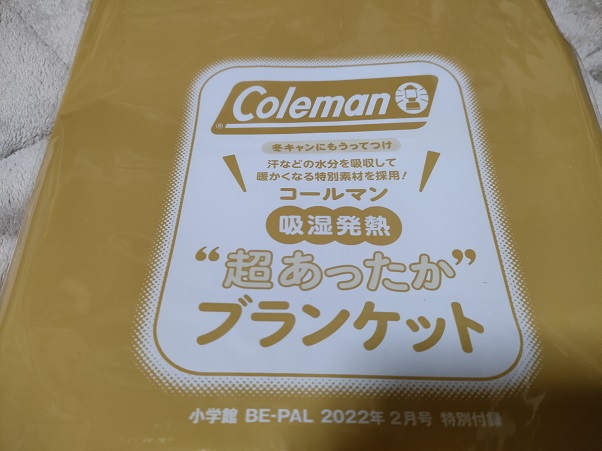 Coleman
®
冬キャンにもうってつけ
汗などの水分を吸収して
暖かくなる特別素材を採用!
コールマン
吸湿発熱
“超あったか”
ブランケット
小学館 BE-PAL 2022年 2月号 特別付録